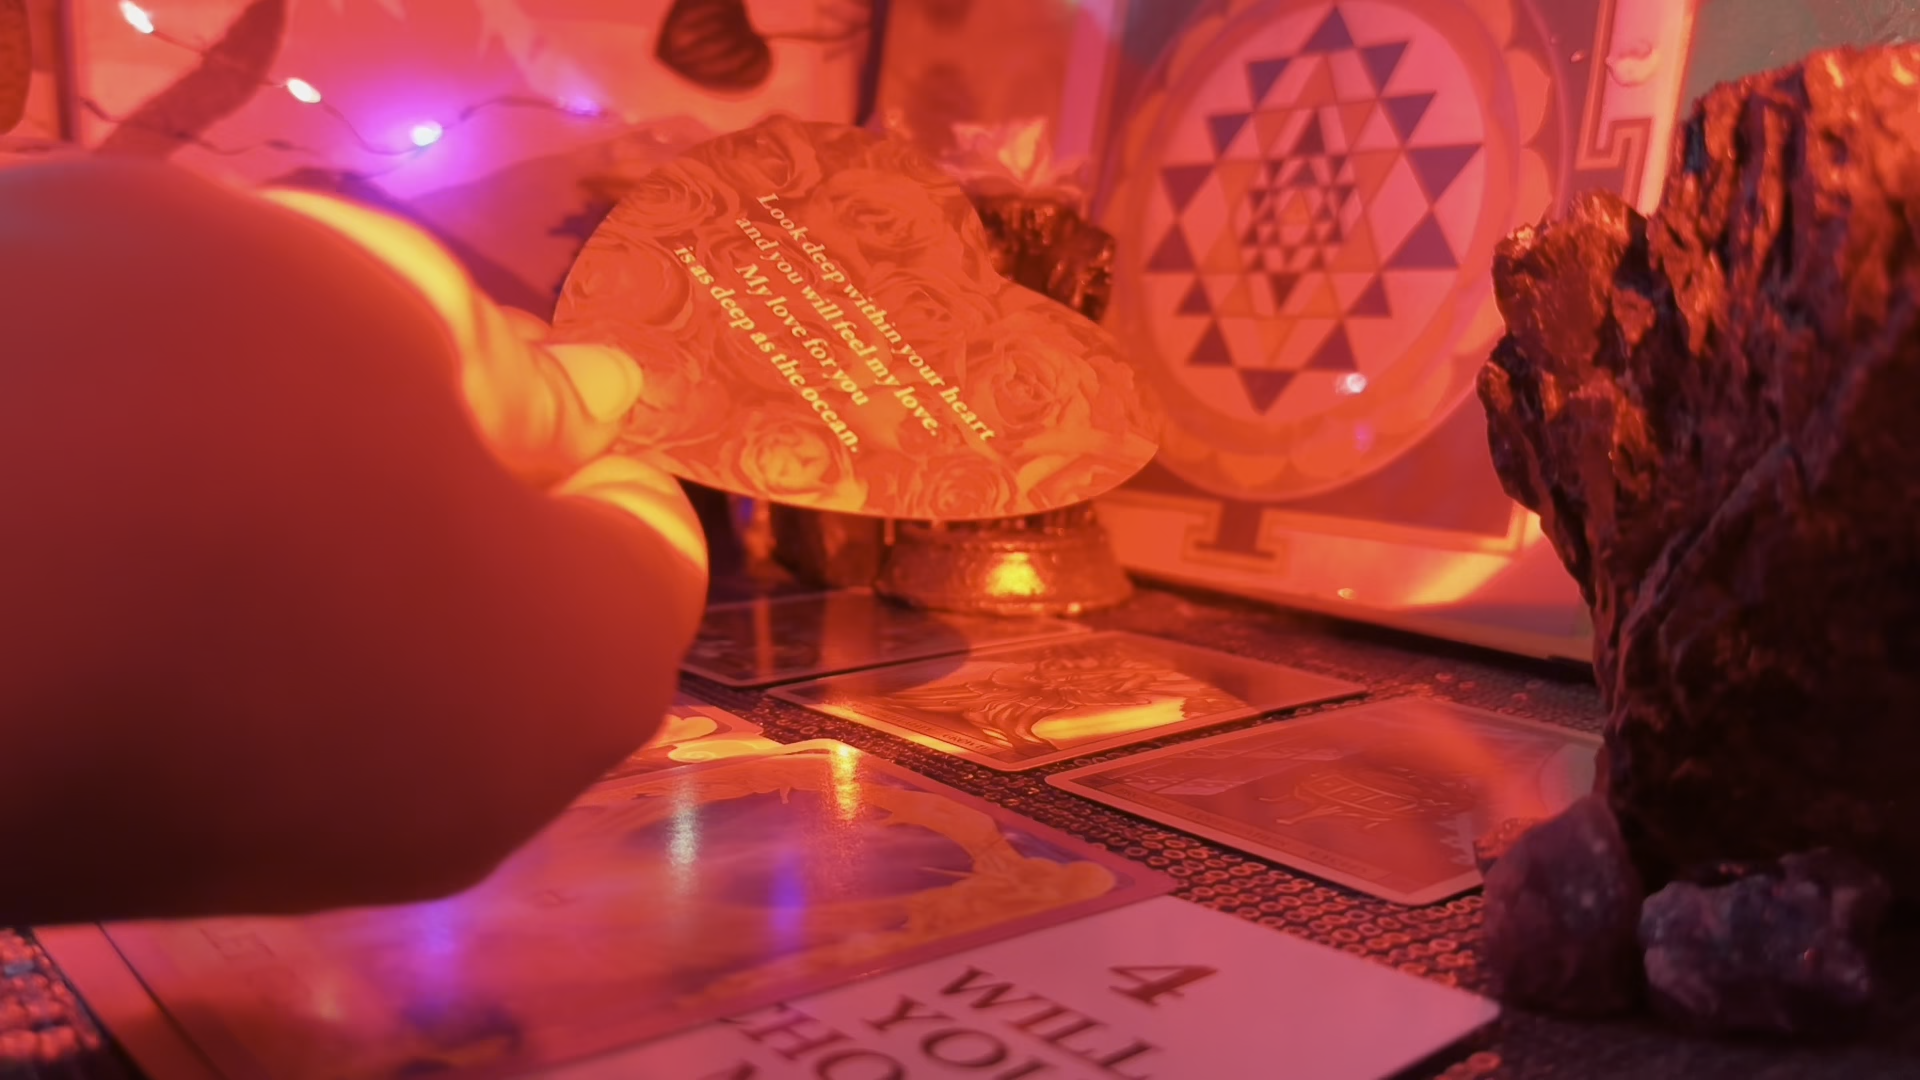 Look deep within your heart
and you will feel my love.
My love for you
is as deep as the ocean.
4
WILL
YOU